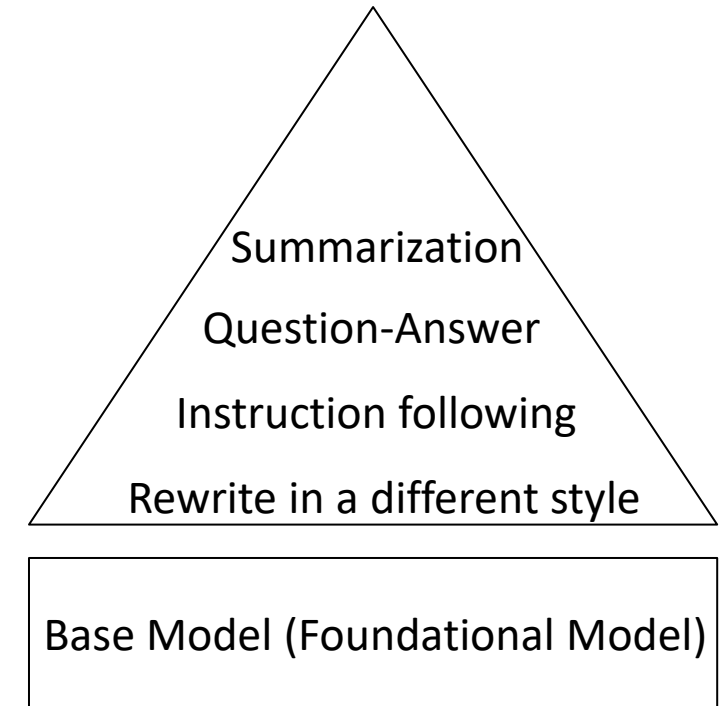 Summarization
Question-Answer
Instruction following
Rewrite in a different style
Base Model (Foundational Model)